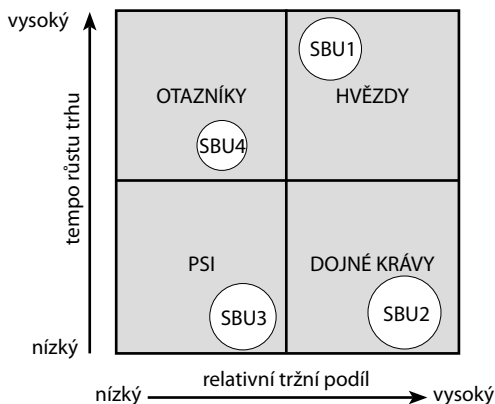 vysoký
SBU1
OTAZNÍKY
HVĚZDY
SBU4
tempo růstu trhu
PSI
DOJNÉ KRÁVY
SBU3
SBU2
nízký
relativní tržní podíl
nízký
vysoký